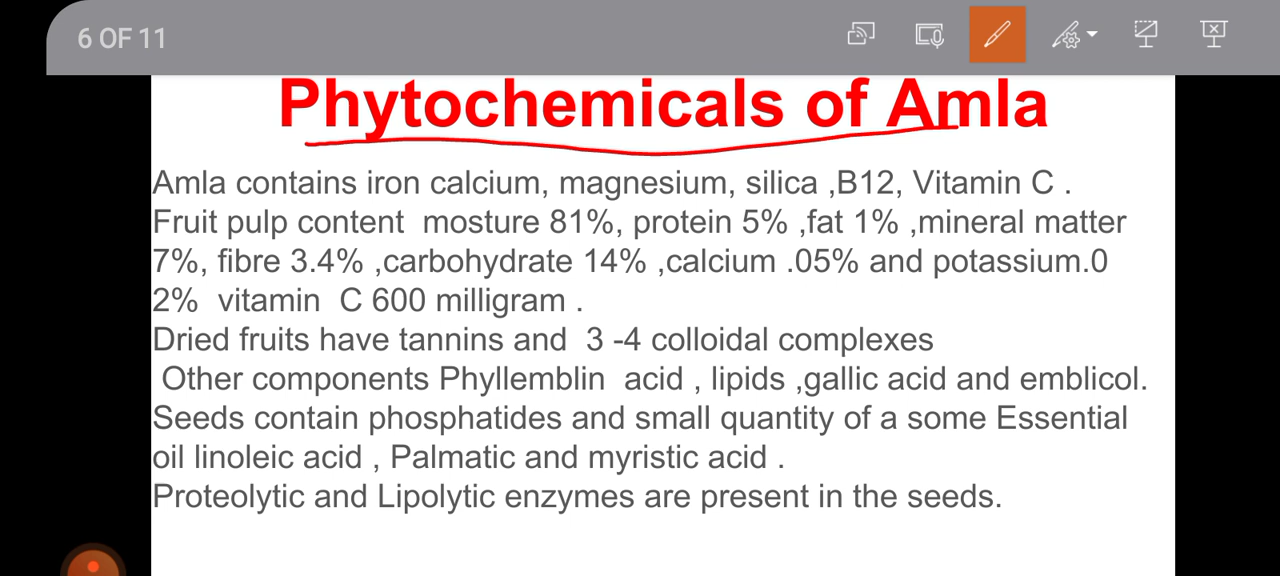 6 OF 11
Phytochemicals of Amla
Amla contains iron calcium, magnesium, silica ,B12, Vitamin C .
Fruit pulp content  mosture 81%, protein 5% ,fat 1% ,mineral matter
7%, fibre 3.4% ,carbohydrate 14% ,calcium .05% and potassium.0
2%  vitamin  C 600 milligram .
Dried fruits have tannins and  3 -4 colloidal complexes
Other components Phyllemblin  acid , lipids ,gallic acid and emblicol.
Seeds contain phosphatides and small quantity of a some Essential
oil linoleic acid , Palmatic and myristic acid .
Proteolytic and Lipolytic enzymes are present in the seeds.